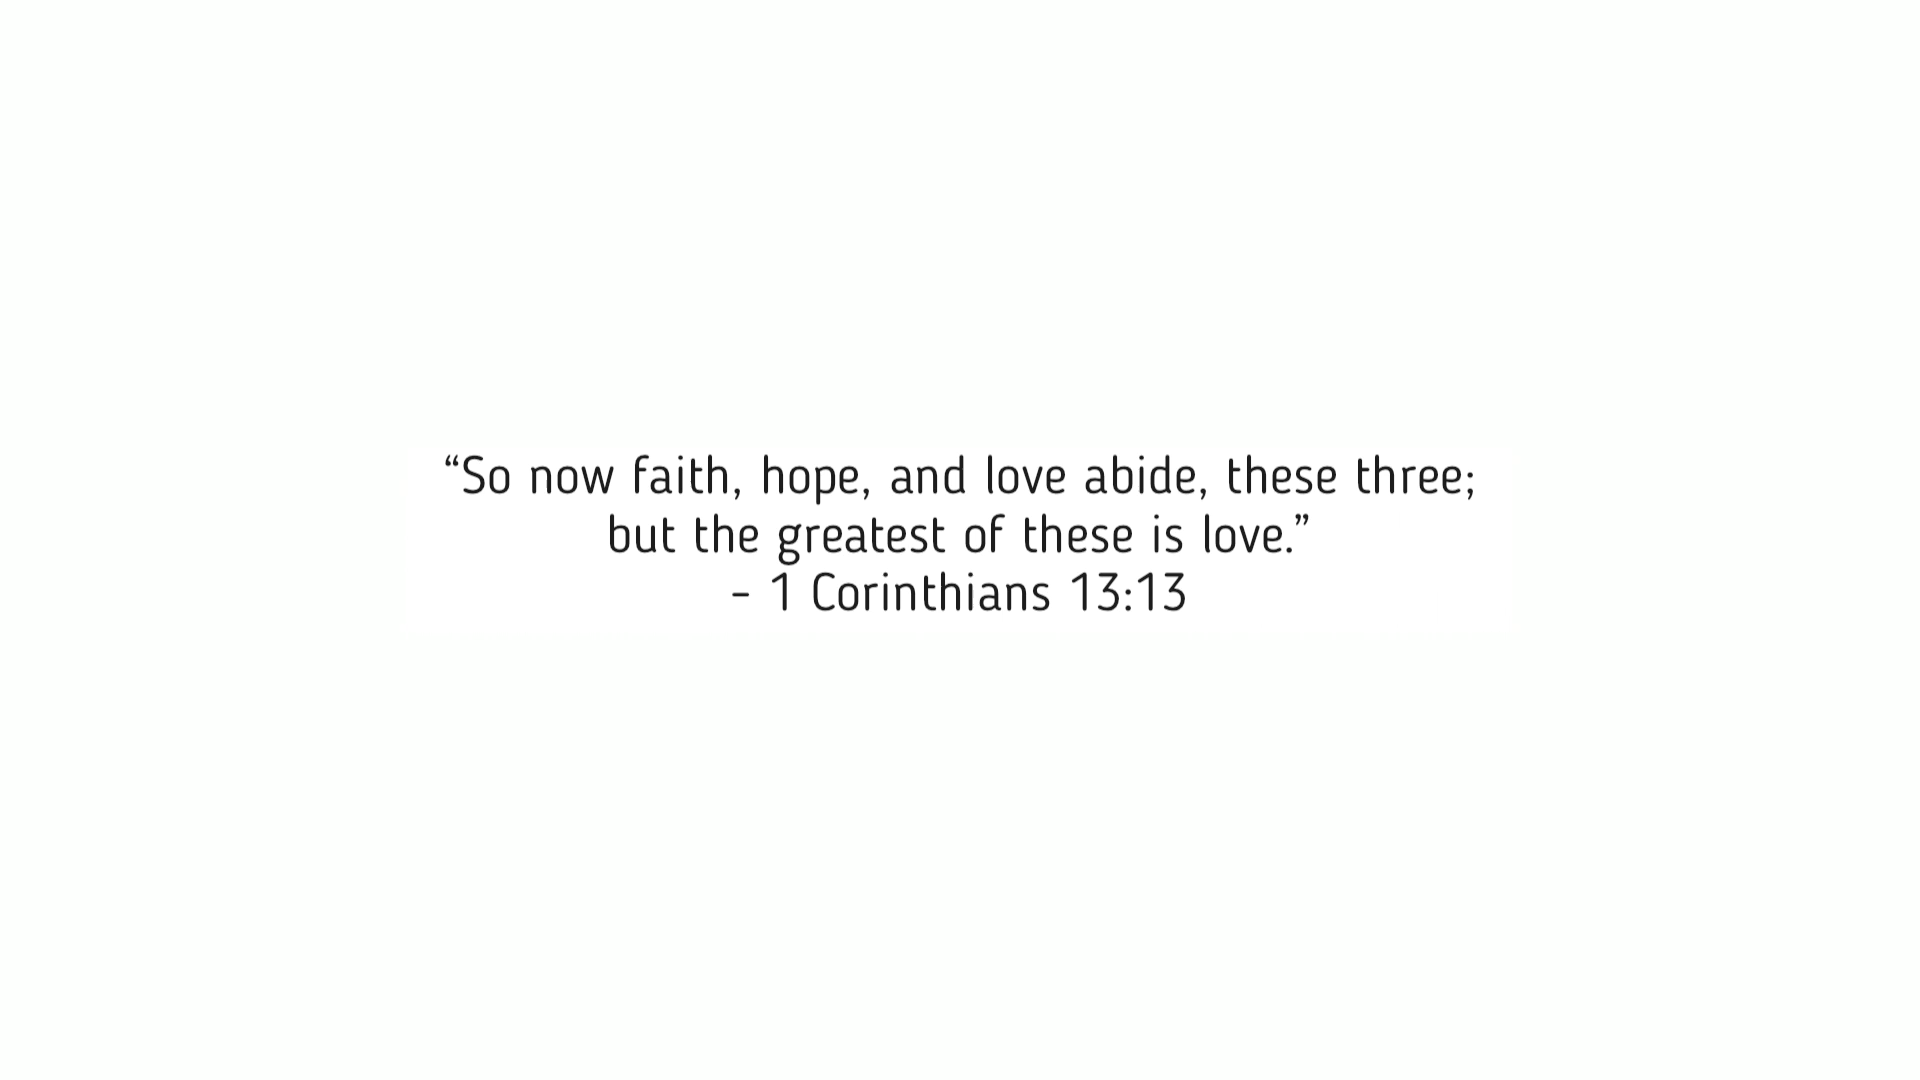 “So now faith, hope, and love abide, these three;
but the greatest of these is love.”
- 1 Corinthians 13:13